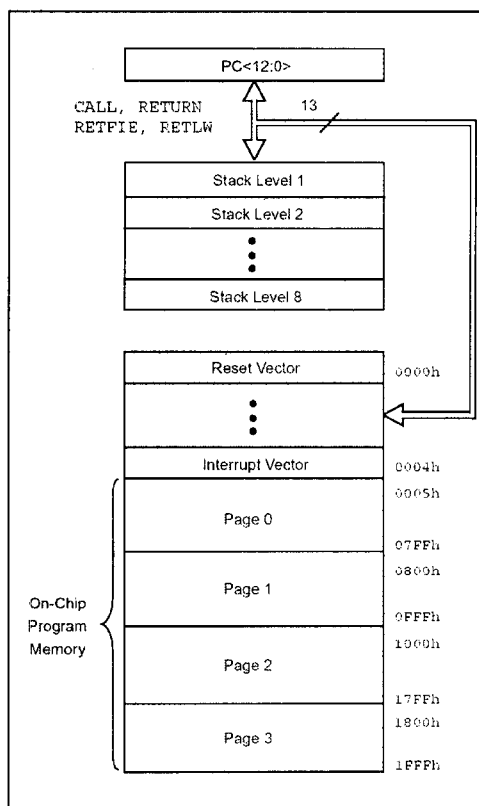 PC<12:0>
CALL, RETURN
RETFIE, RETLW
13
Stack Level 1
Stack Level 2
Stack Level 8
Reset Vector
0000h
Interrupt Vector
0004h
0005h
Page 0
07FFh
0800h
Page 1
0FFFh
1000h
Page 2
17FFh
1800h
Page 3
1FFFh
On-Chip
Program
Memory